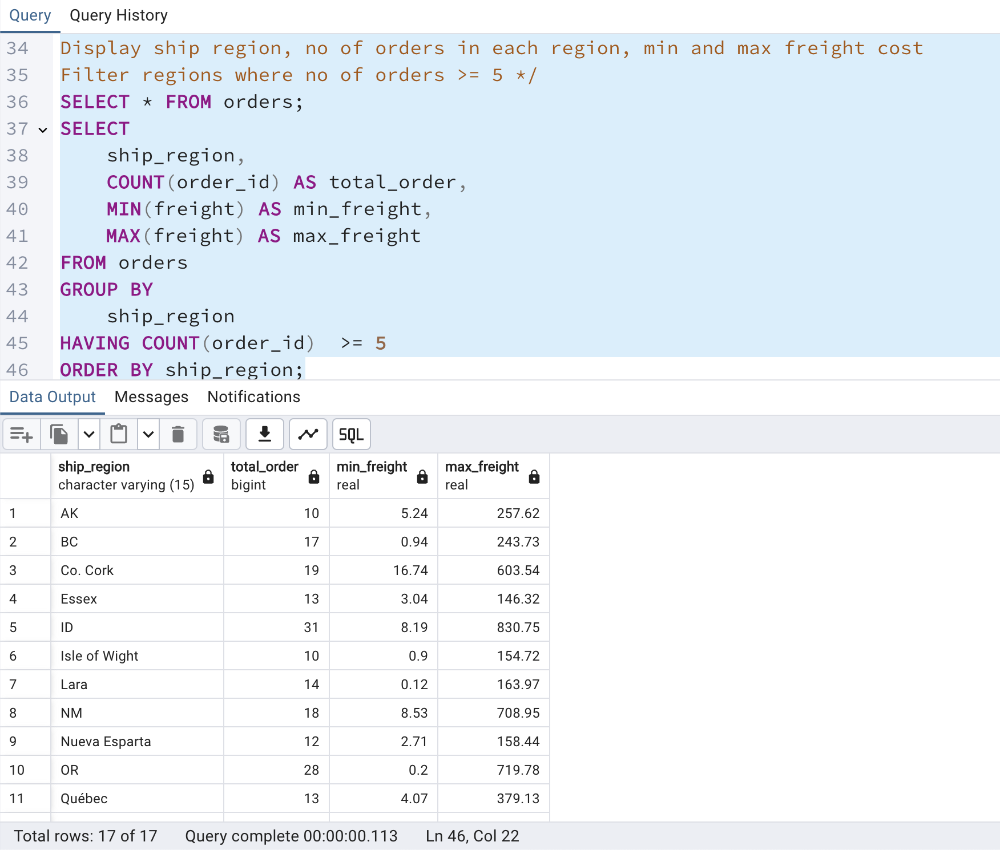 Query Query History
34 Display ship region, no of orders in each region, min and max freight cost
35 Filter regions where no of orders >= 5 */
36 SELECT * FROM orders;
37 SELECT
38 ship_region,
39 COUNT(order_id) AS total_order,
40 MIN(freight) AS min_freight,
41 MAX(freight) AS max_freight
42 FROM orders
43 GROUP BY
44 ship_region
45 HAVING COUNT(order_id)  >= 5
46 ORDER BY ship_region;
Data Output Messages Notifications
SQL
ship_region total_order min_freight max_freight
character varying (15) bigint real real
1 AK 10 5.24 257.62
2 BC 17 0.94 243.73
3 Co. Cork 19 16.74 603.54
4 Essex 13 3.04 146.32
5 ID 31 8.19 830.75
6 Isle of Wight 10 0.9 154.72
7 Lara 14 0.12 163.97
8 NM 18 8.53 708.95
9 Nueva Esparta 12 2.71 158.44
10 OR 28 0.2 719.78
11 Québec 13 4.07 379.13
Total rows: 17 of 17 Query complete 00:00:00.113 Ln 46, Col 22